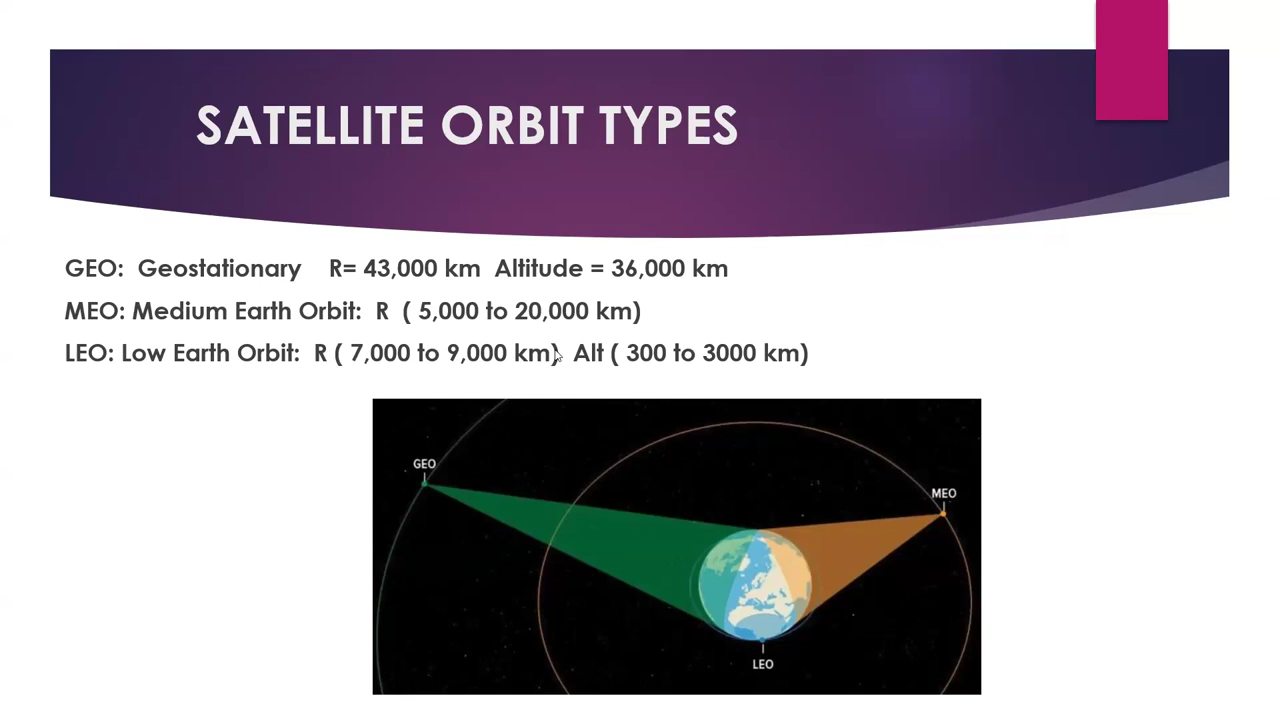 SATELLITE ORBIT TYPES
GEO: Geostationary R= 43,000 km Altitude = 36,000 km
MEO: Medium Earth Orbit: R ( 5,000 to 20,000 km)
LEO: Low Earth Orbit: R ( 7,000 to 9,000 km) Alt ( 300 to 3000 km)
GEO
MEO
LEO